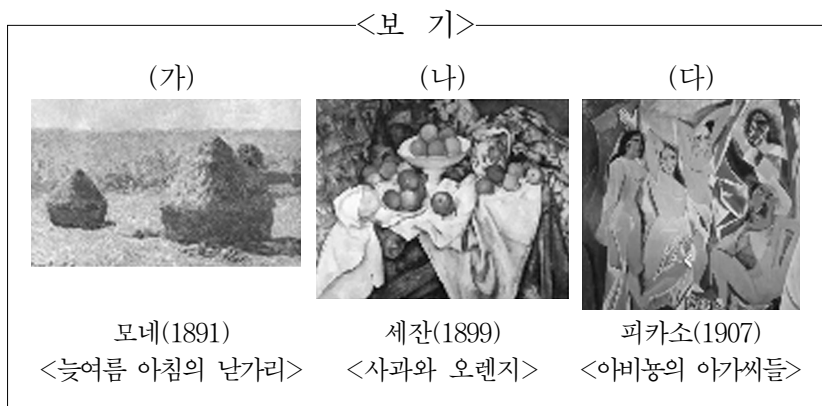 <보 기>
(가) (나) (다)
모네(1891) 세잔(1899) 피카소(1907)
<늦여름 아침의 낟가리> <사과와 오렌지> <아비뇽의 아가씨들>